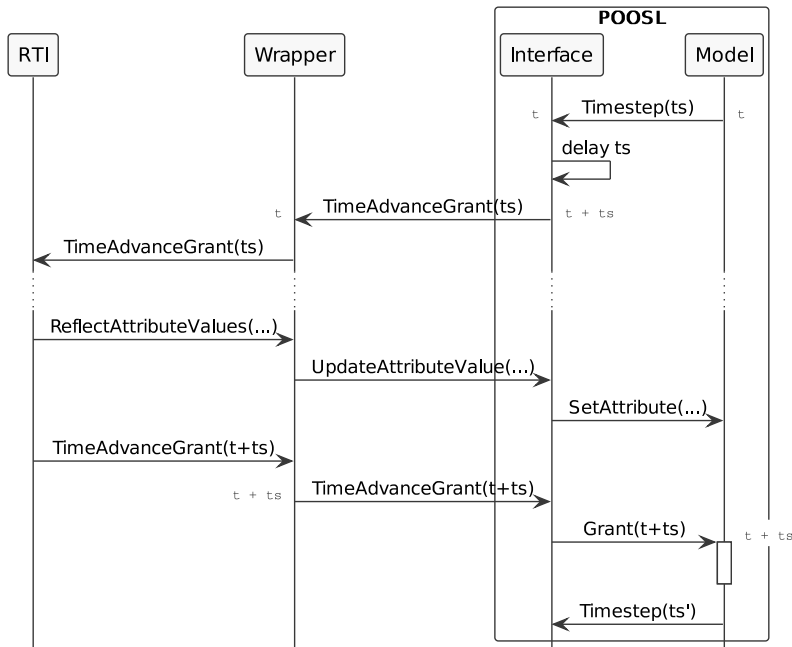 POOSL
RTI
Wrapper
Interface
Model
Timestep(ts)
t
t
delay ts
TimeAdvanceGrant(ts)
t
t + ts
TimeAdvanceGrant(ts)
ReflectAttributeValues(...)
UpdateAttributeValue(...)
SetAttribute(...)
TimeAdvanceGrant(t+ts)
t + ts
TimeAdvanceGrant(t+ts)
Grant(t+ts)
t + ts
Timestep(ts')